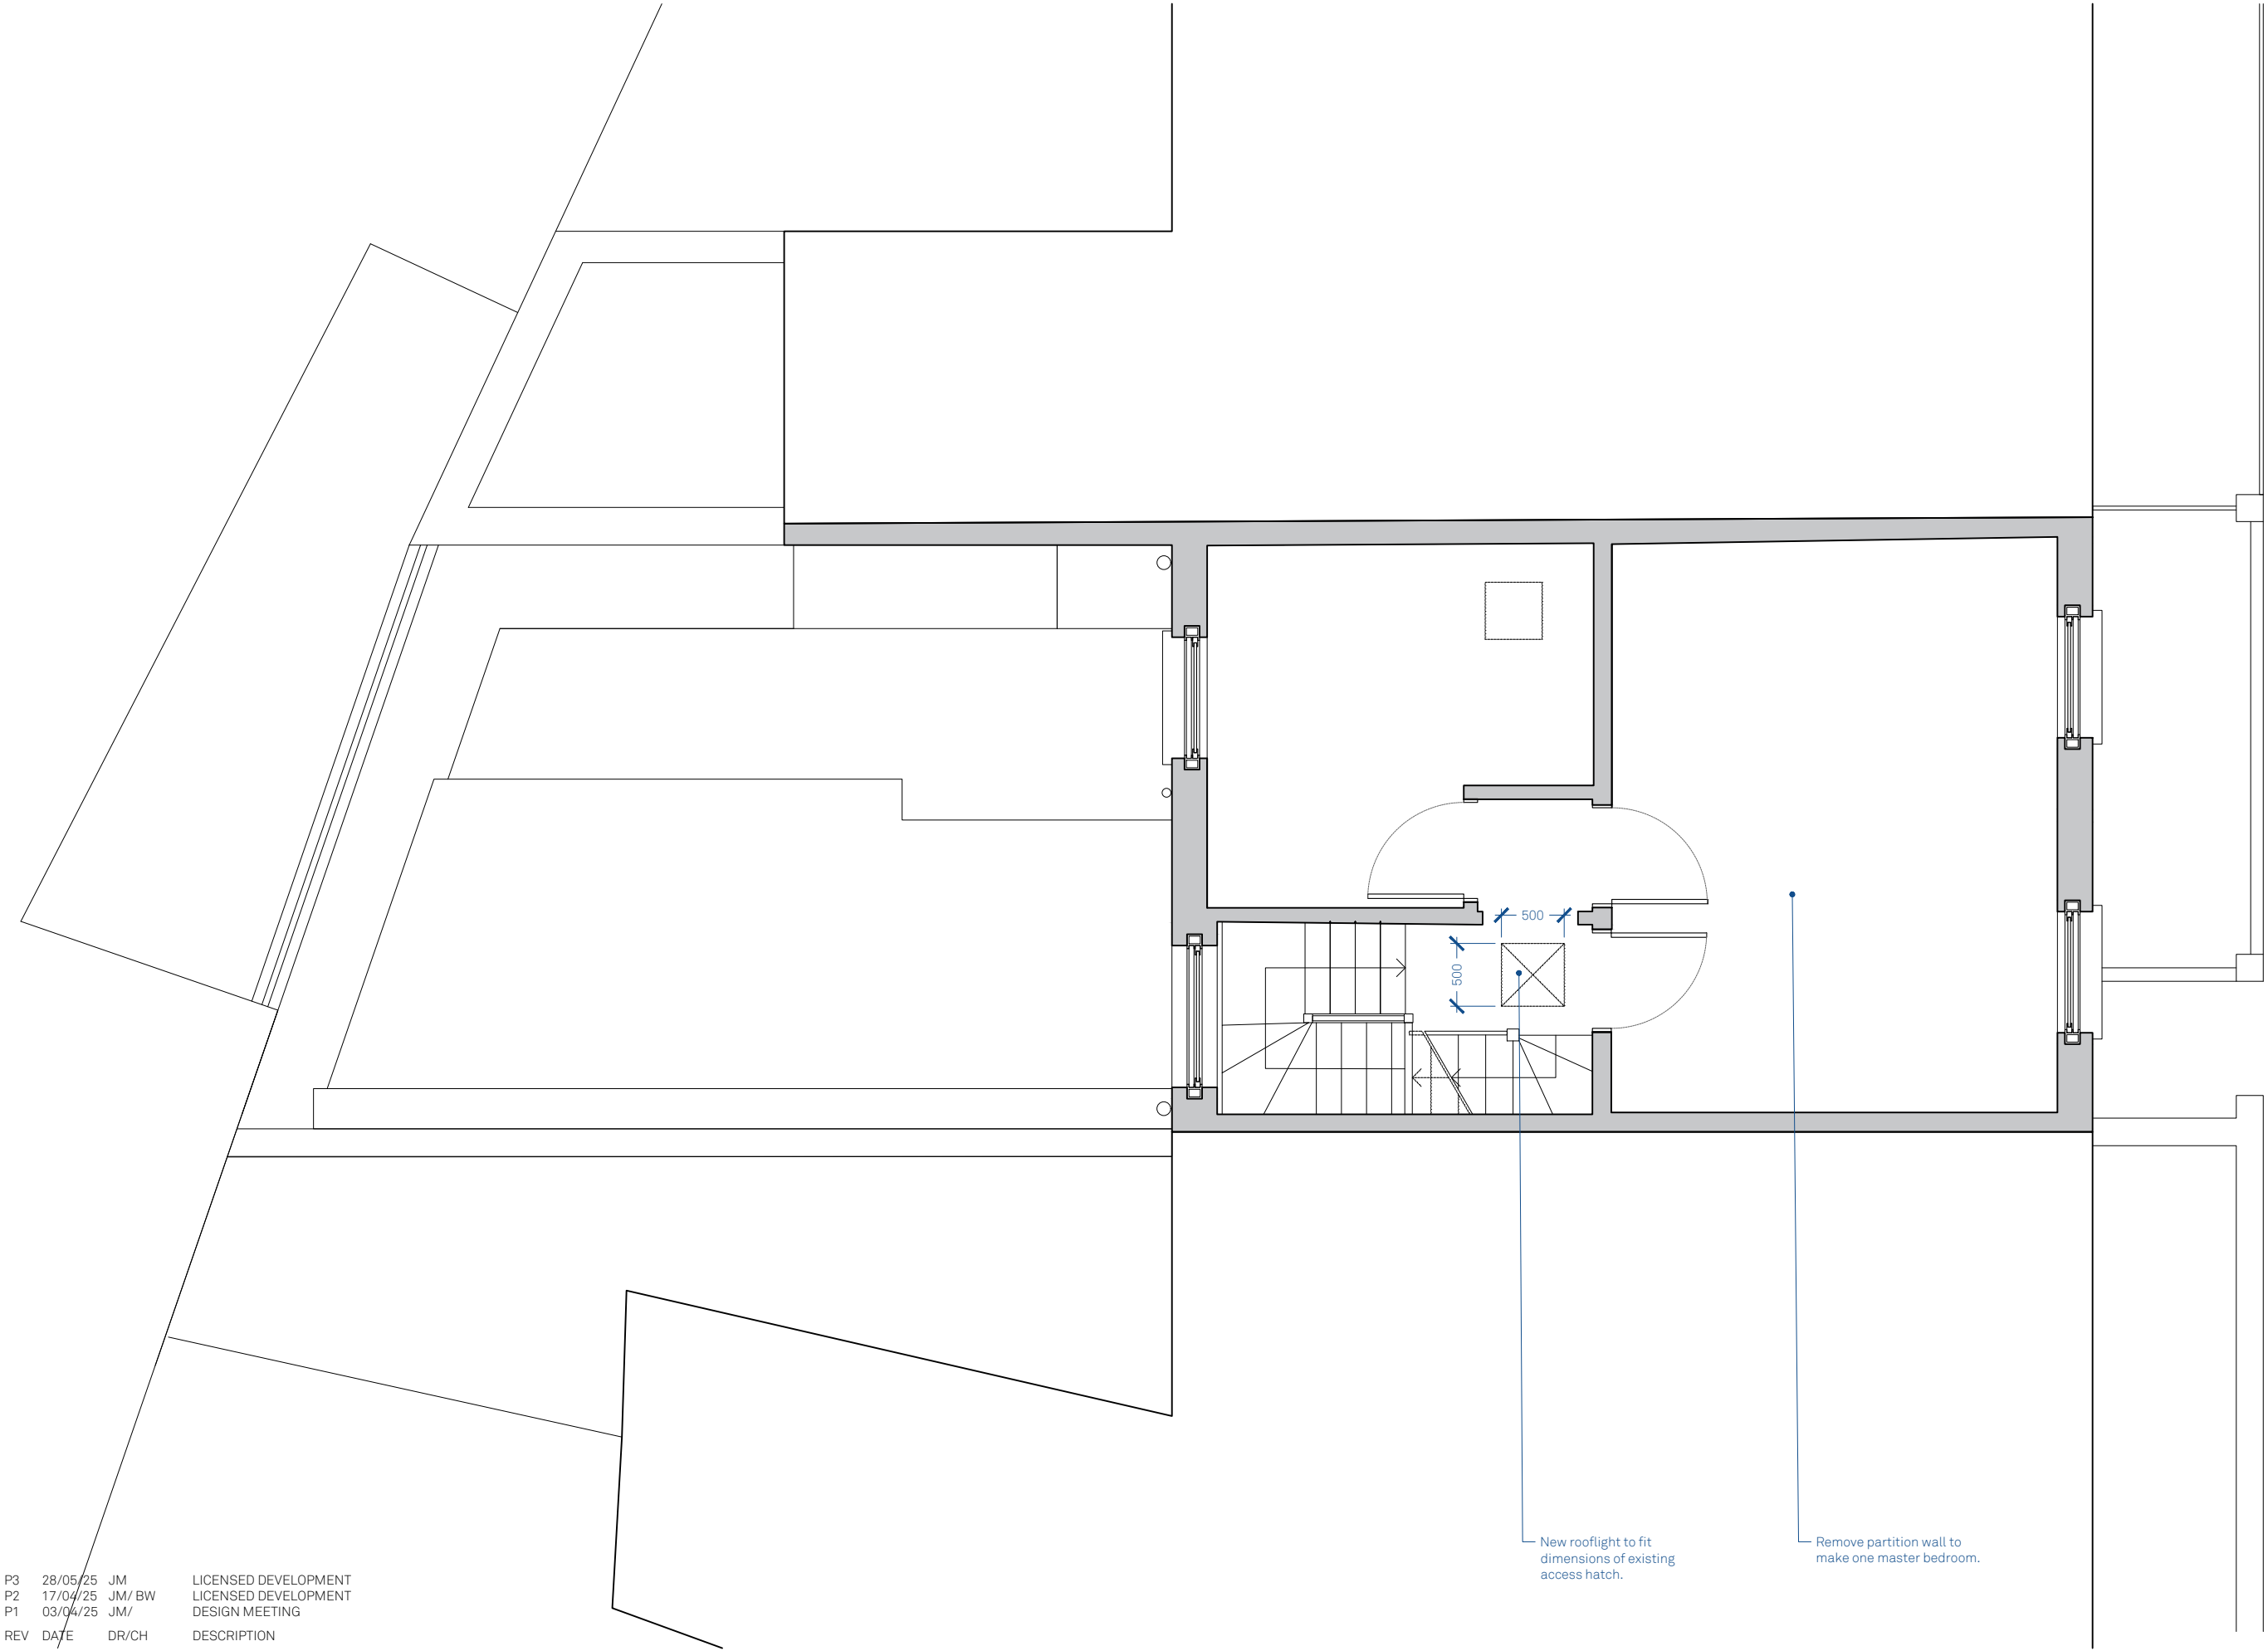 500
500
New rooflight to fit
dimensions of existing
access hatch.
Remove partition wall to
make one master bedroom.
P3 28/05/25 JM LICENSED DEVELOPMENT
P2 17/04/25 JM/ BW LICENSED DEVELOPMENT
P1 03/04/25 JM/ DESIGN MEETING
REV DATE DR/CH DESCRIPTION